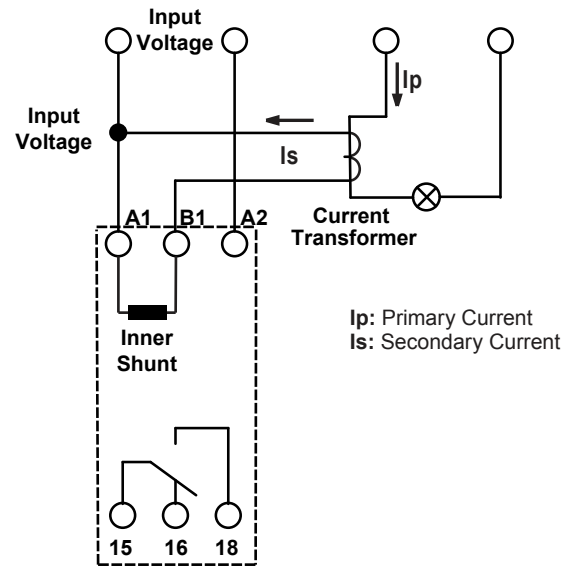 Input
Voltage
Ip
Input
Voltage
Is
A1 B1 A2
Current
Transformer
Inner
Shunt
Ip: Primary Current
Is: Secondary Current
15 16 18